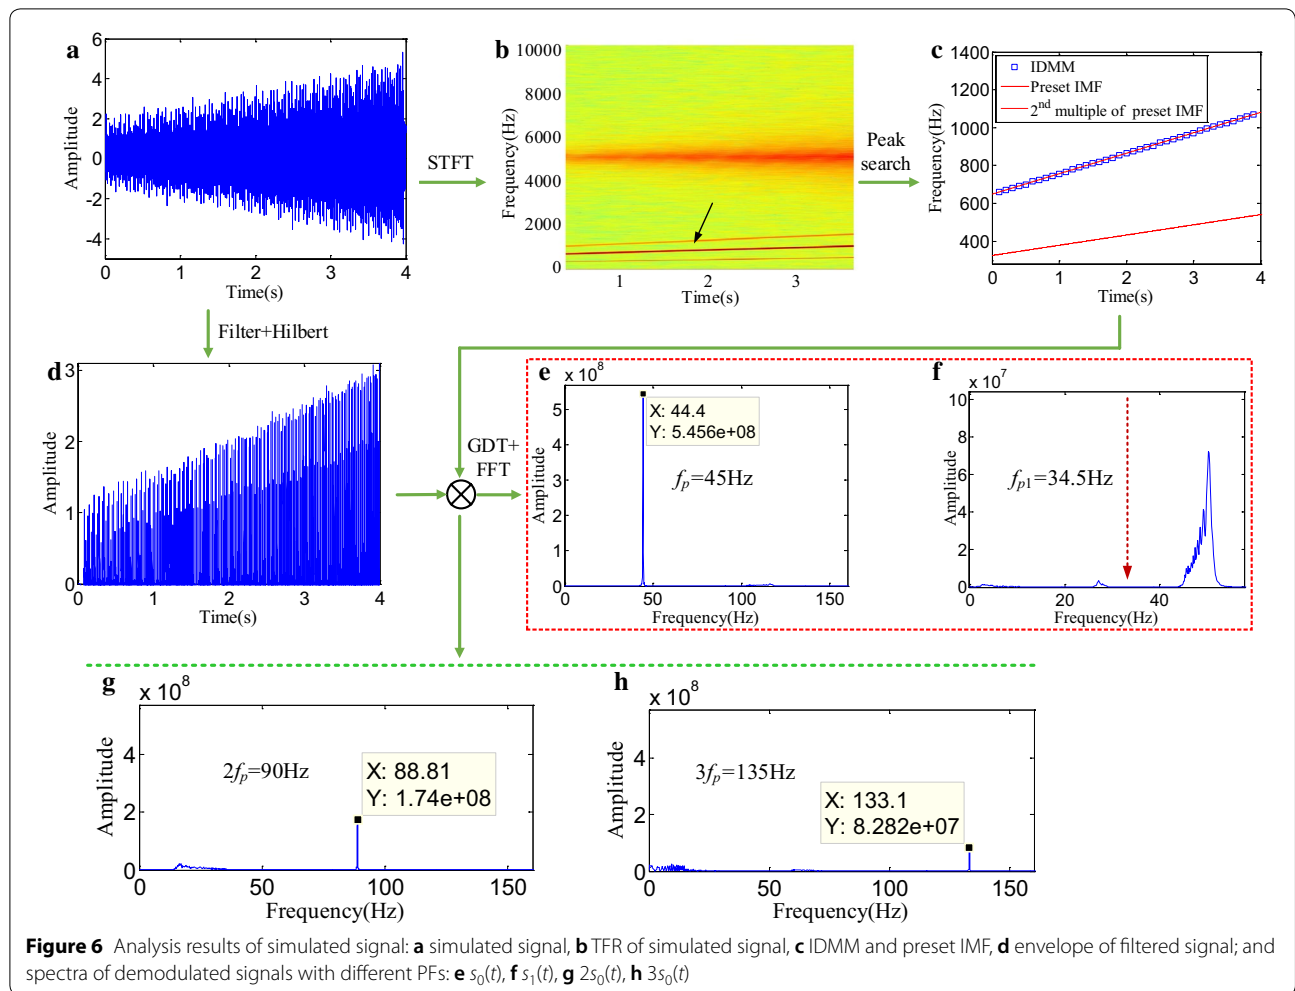 a
6
4
2
0
-2
-4
Amplitude
0 1 2 3 4
Time(s)
STFT
b
10000
8000
6000
4000
2000
0
Frequency(Hz)
1 2 3
Time(s)
Peak
search
c
1400
1200
1000
800
600
400
Frequency(Hz)
IDMM
Preset IMF
2nd multiple of preset IMF
0 1 2 3 4
Time(s)
Filter+Hilbert
d
3
2
1
0
Amplitude
0 1 2 3 4
Time(s)
GDT+
FFT
e
x 10^8
5
4
3
2
1
0
Amplitude
X: 44.4
Y: 5.456e+08
fp=45Hz
0 50 100 150
Frequency(Hz)
f
x 10^7
10
8
6
4
2
0
Amplitude
fp1=34.5Hz
0 20 40
Frequency(Hz)
g
x 10^8
4
2
0
Amplitude
2fp=90Hz
X: 88.81
Y: 1.74e+08
0 50 100 150
Frequency(Hz)
h
x 10^8
4
2
0
Amplitude
3fp=135Hz
X: 133.1
Y: 8.282e+07
0 50 100 150
Frequency(Hz)
Figure 6 Analysis results of simulated signal: a simulated signal, b TFR of simulated signal, c IDMM and preset IMF, d envelope of filtered signal; and
spectra of demodulated signals with different PFs: e s0(t), f s1(t), g 2s0(t), h 3s0(t)